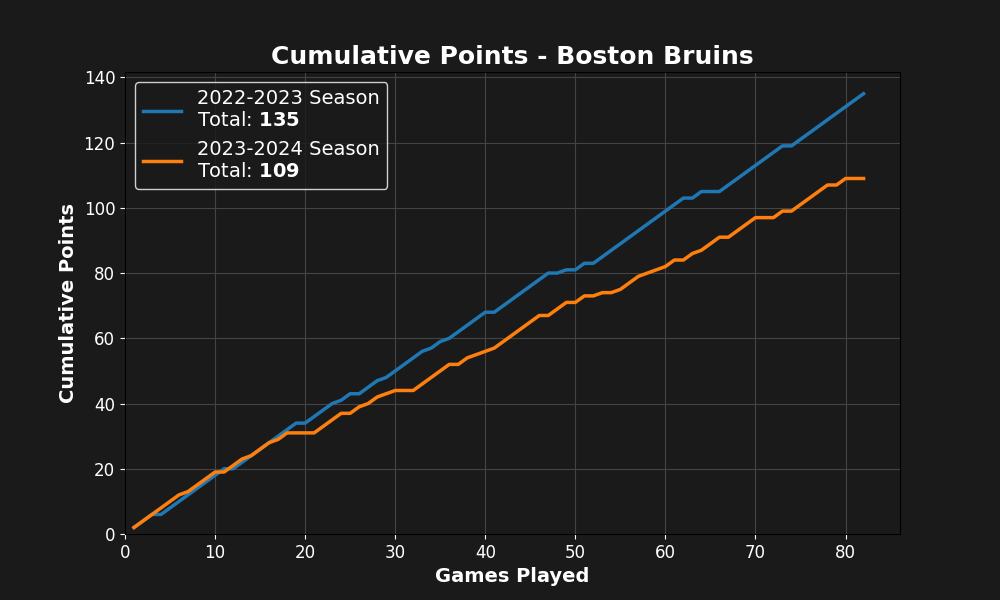 Cumulative Points - Boston Bruins
2022-2023 Season
Total: 135
2023-2024 Season
Total: 109
Cumulative Points
140
120
100
80
60
40
20
0
0 10 20 30 40 50 60 70 80
Games Played